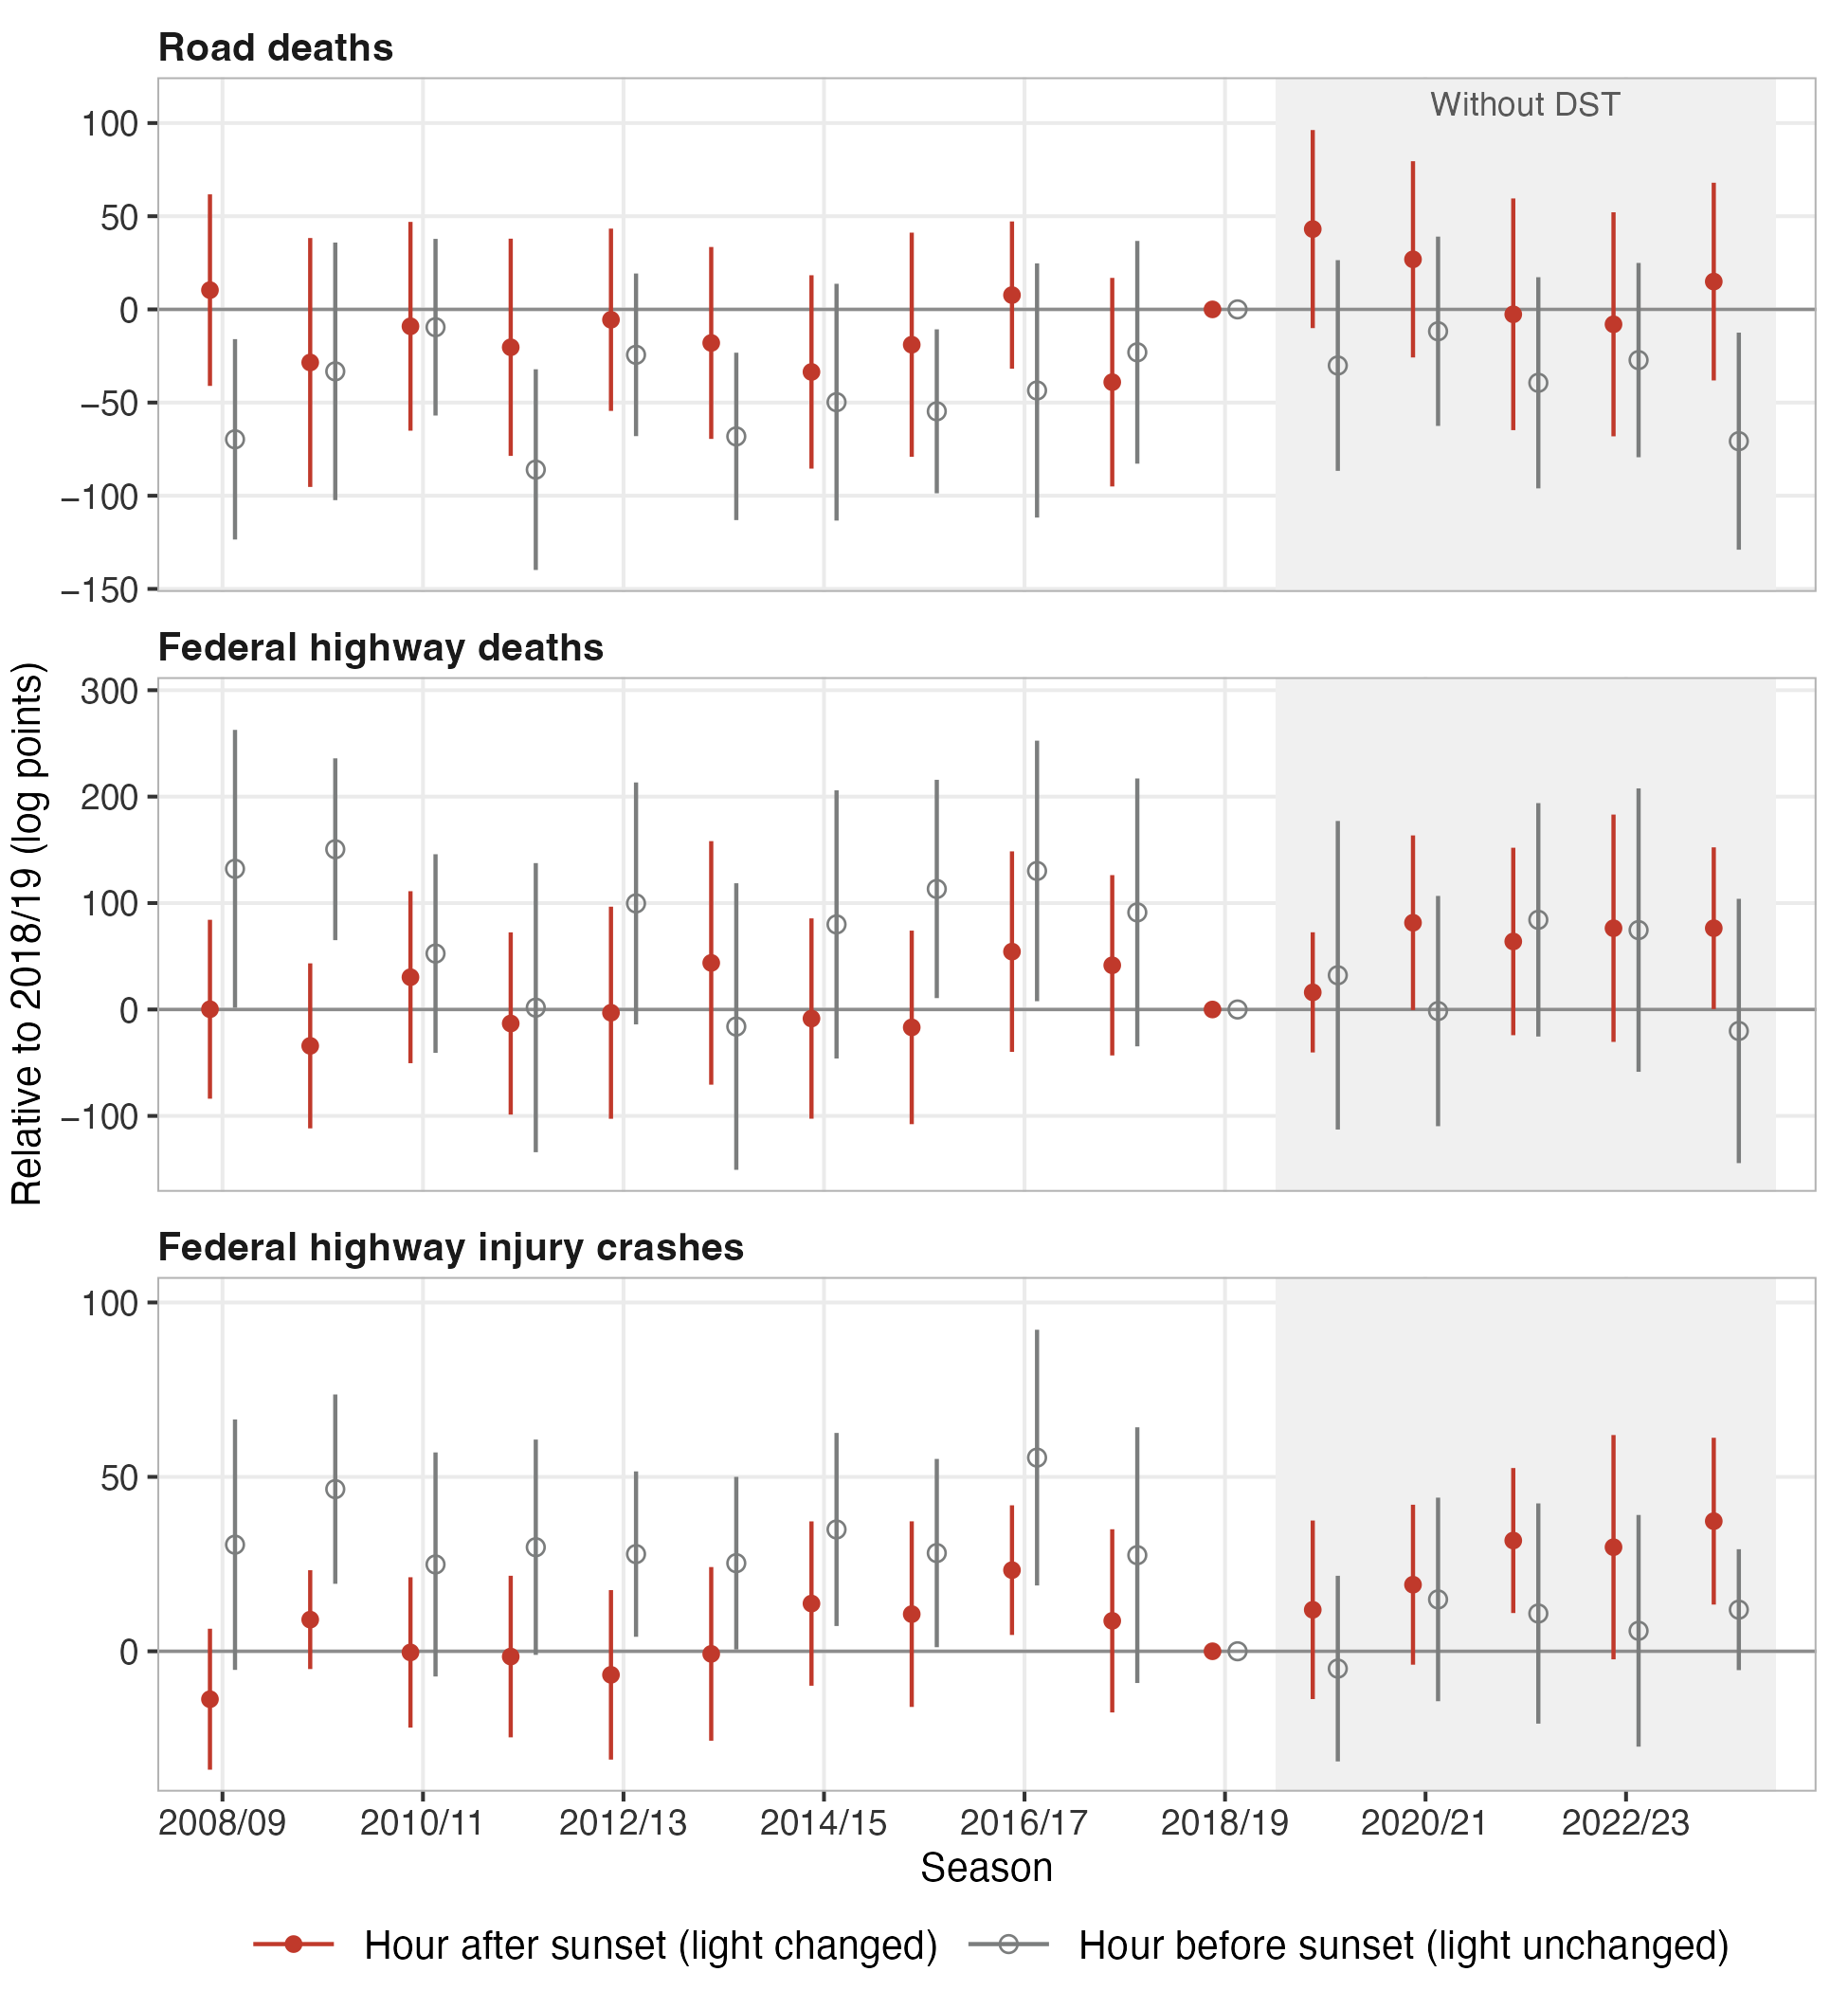 Road deaths
Without DST
100
50
0
−50
−100
−150
Federal highway deaths
300
200
100
0
−100
Relative to 2018/19 (log points)
Federal highway injury crashes
100
50
0
2008/09 2010/11 2012/13 2014/15 2016/17 2018/19 2020/21 2022/23
Season
Hour after sunset (light changed) Hour before sunset (light unchanged)